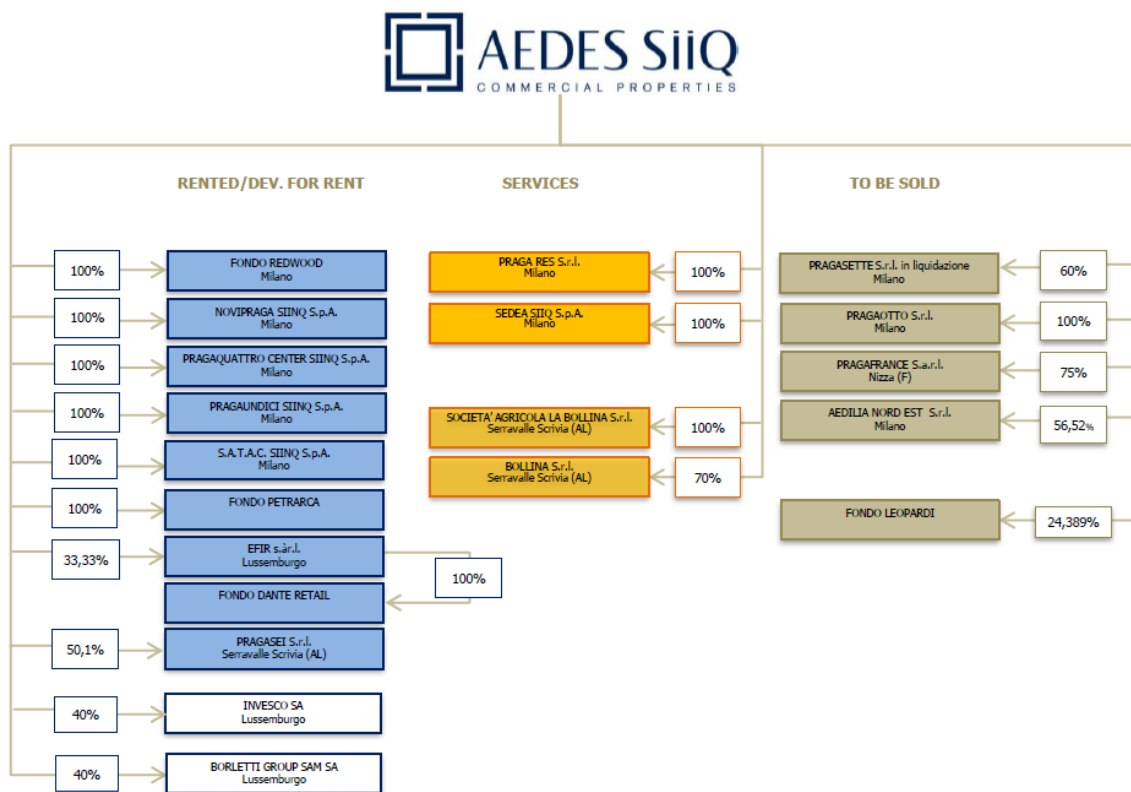 AEDES SiiQ
COMMERCIAL PROPERTIES
RENTED/DEV. FOR RENT
100%
FONDO REDWOOD
Milano
100%
NOVIPRAGA SIINQ S.p.A.
Milano
100%
PRAGAQUATTRO CENTER SIINQ S.p.A.
Milano
100%
PRAGAUNDICI SIINQ S.p.A.
Milano
100%
S.A.T.A.C. SIINQ S.p.A.
Milano
100%
FONDO PETRARCA
33,33%
EFIR s.àr.l.
Lussemburgo
100%
FONDO DANTE RETAIL
50,1%
PRAGASEI S.r.l.
Serravalle Scrivia (AL)
40%
INVESCO SA
Lussemburgo
40%
BORLETTI GROUP SAM SA
Lussemburgo
SERVICES
PRAGA RES S.r.l.
Milano
100%
SEDEA SIIQ S.p.A.
Milano
100%
SOCIETA' AGRICOLA LA BOLLINA S.r.l.
Serravalle Scrivia (AL)
100%
BOLLINA S.r.l.
Serravalle Scrivia (AL)
70%
TO BE SOLD
PRAGASETTE S.r.l. in liquidazione
Milano
60%
PRAGAOTTO S.r.l.
Milano
100%
PRAGAFRANCE S.a.r.l.
Nizza (F)
75%
AEDILIA NORD EST S.r.l.
Milano
56,52%
FONDO LEOPARDI
24,389%